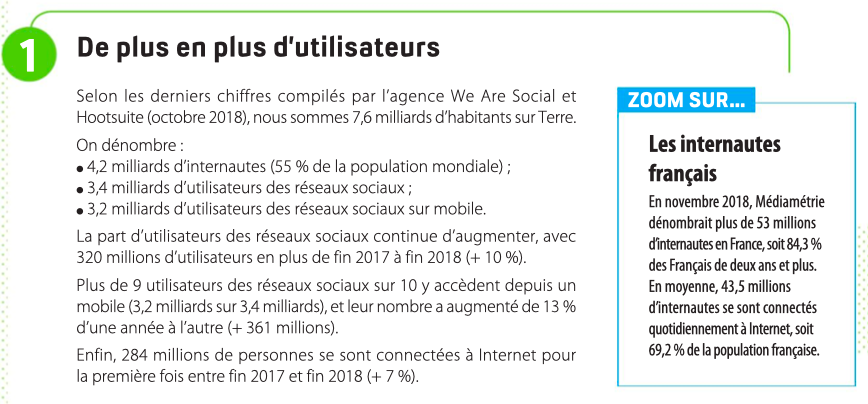 1
De plus en plus d'utilisateurs
Selon les derniers chiffres compilés par l'agence We Are Social et
Hootsuite (octobre 2018), nous sommes 7,6 milliards d'habitants sur Terre.
On dénombre :
• 4,2 milliards d'internautes (55 % de la population mondiale) ;
• 3,4 milliards d'utilisateurs des réseaux sociaux ;
• 3,2 milliards d'utilisateurs des réseaux sociaux sur mobile.
La part d'utilisateurs des réseaux sociaux continue d'augmenter, avec
320 millions d'utilisateurs en plus de fin 2017 à fin 2018 (+ 10 %).
Plus de 9 utilisateurs des réseaux sociaux sur 10 y accèdent depuis un
mobile (3,2 milliards sur 3,4 milliards), et leur nombre a augmenté de 13 %
d'une année à l'autre (+ 361 millions).
Enfin, 284 millions de personnes se sont connectées à Internet pour
la première fois entre fin 2017 et fin 2018 (+ 7 %).
ZOOM SUR...
Les internautes
français
En novembre 2018, Médiamétrie
dénombrait plus de 53 millions
d'internautes en France, soit 84,3 %
des Français de deux ans et plus.
En moyenne, 43,5 millions
d'internautes se sont connectés
quotidiennement à Internet, soit
69,2 % de la population française.